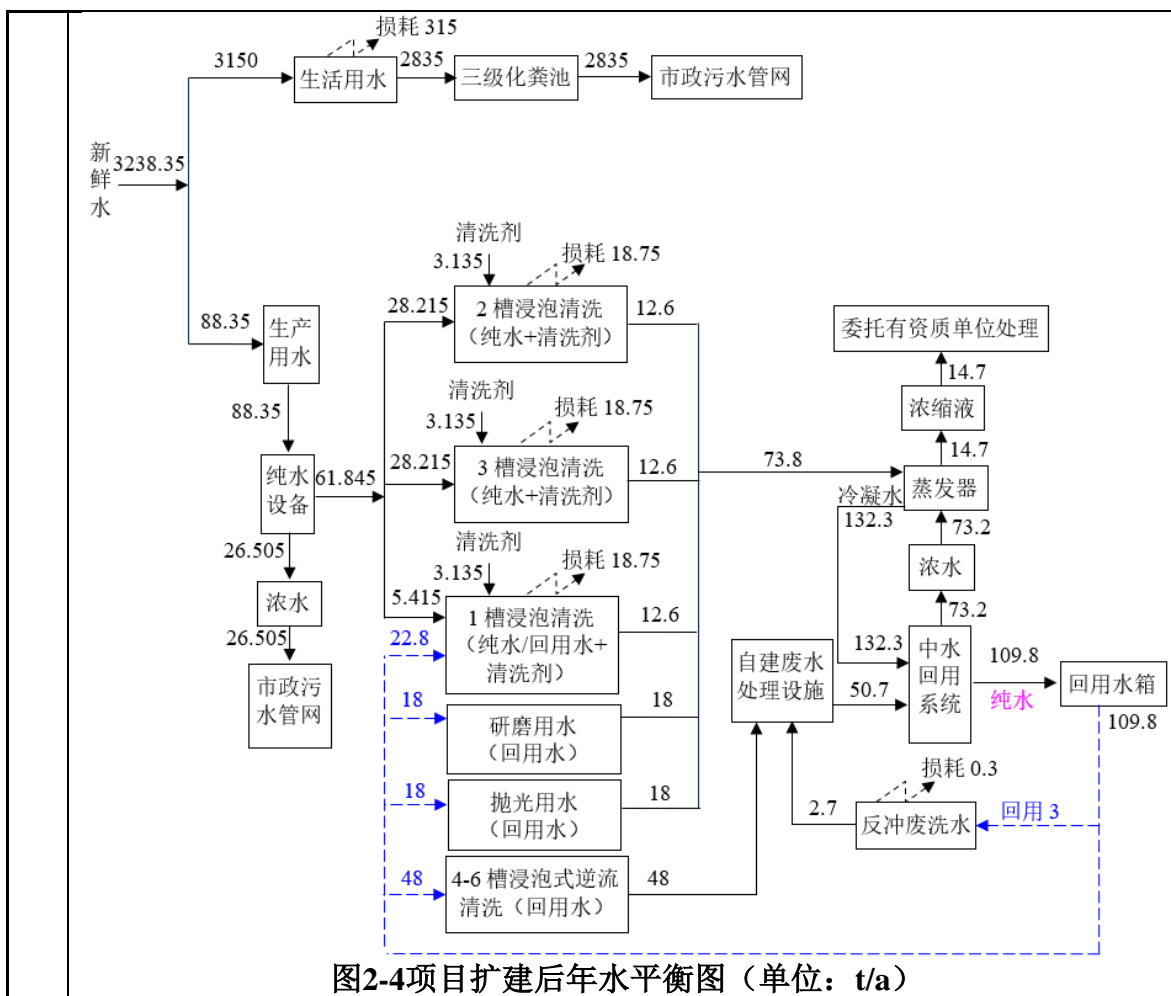 损耗 315
3150
生活用水
2835
三级化粪池
2835
市政污水管网
新鲜水
3238.35
88.35
生产
用水
88.35
纯水
设备
61.845
26.505
浓水
26.505
市政污
水管网
清洗剂
3.135
损耗 18.75
28.215
2 槽浸泡清洗
（纯水+清洗剂）
12.6
清洗剂
3.135
损耗 18.75
28.215
3 槽浸泡清洗
（纯水+清洗剂）
12.6
清洗剂
3.135
损耗 18.75
5.415
22.8
1 槽浸泡清洗
（纯水/回用水+
清洗剂）
12.6
18
研磨用水
（回用水）
18
18
抛光用水
（回用水）
18
48
4-6 槽浸泡式逆流
清洗（回用水）
48
73.8
委托有资质单位处理
14.7
浓缩液
14.7
蒸发器
冷凝水
132.3
73.2
浓水
73.2
132.3
自建废水
处理设施
50.7
中水
回用
系统
109.8
纯水
回用水箱
109.8
损耗 0.3
2.7
反冲废洗水
回用 3
图2-4项目扩建后年水平衡图（单位：t/a）